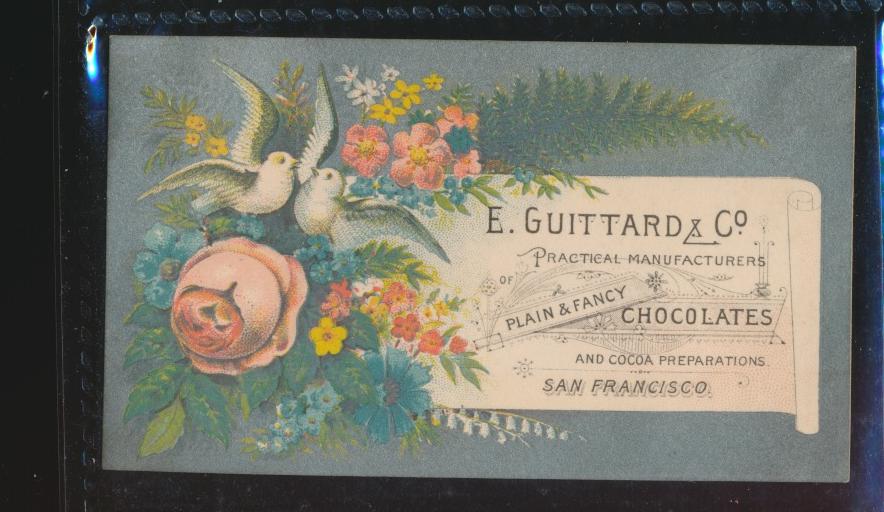 E. GUITTARD & Co
PRACTICAL MANUFACTURERS
OF
PLAIN & FANCY
CHOCOLATES
AND COCOA PREPARATIONS.
SAN FRANCISCO.